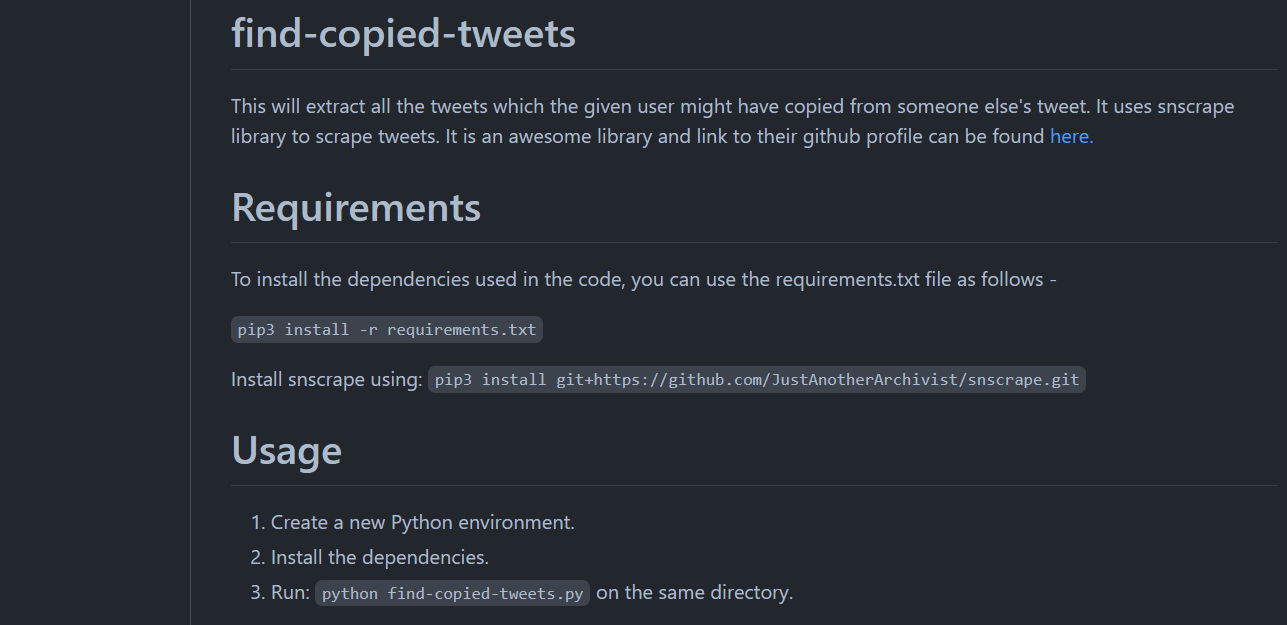 find-copied-tweets
This will extract all the tweets which the given user might have copied from someone else's tweet. It uses snscrape
library to scrape tweets. It is an awesome library and link to their github profile can be found here.
Requirements
To install the dependencies used in the code, you can use the requirements.txt file as follows -
pip3 install -r requirements.txt
Install snscrape using: pip3 install git+https://github.com/JustAnotherArchivist/snscrape.git
Usage
1. Create a new Python environment.
2. Install the dependencies.
3. Run: python find-copied-tweets.py on the same directory.